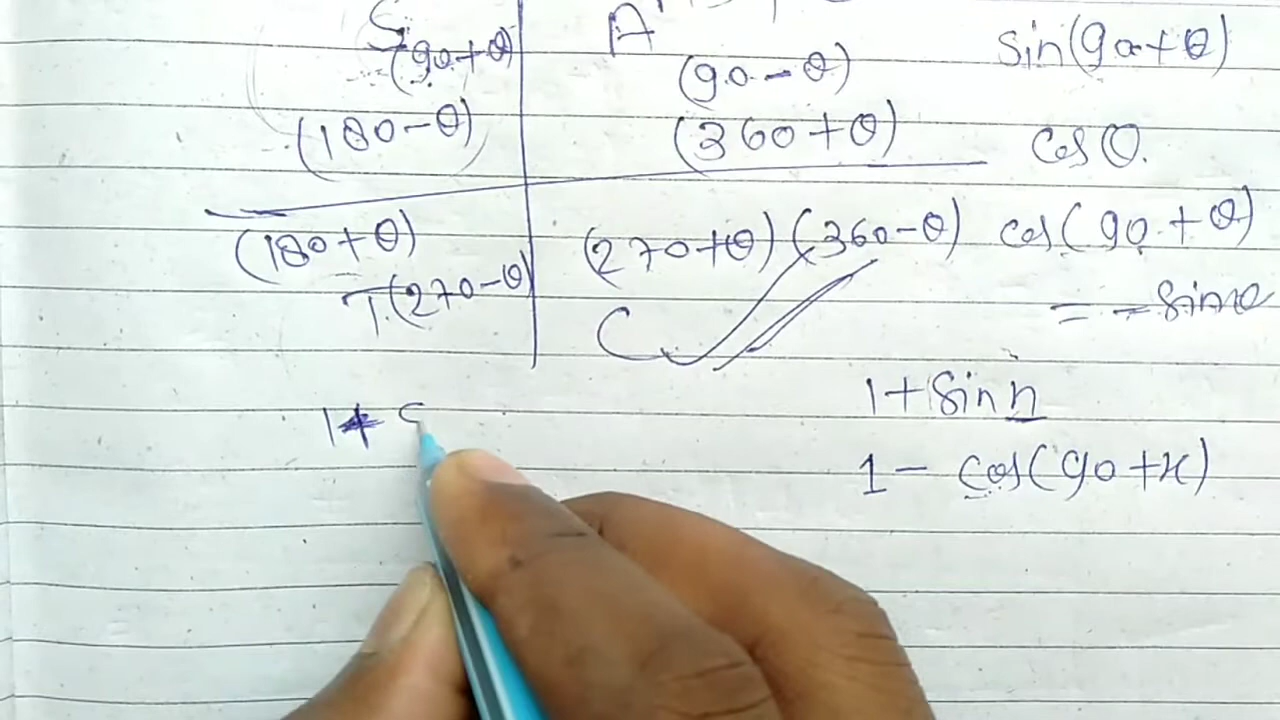 S A sin(90+θ)
(90+θ) (90-θ)
(180-θ) (360+θ) cosθ.
(180+θ) (270+θ) (360-θ) cos(90+θ)
T (270-θ) = -sinθ
C
1+sin x
1+ S
1 - cos(90+x)